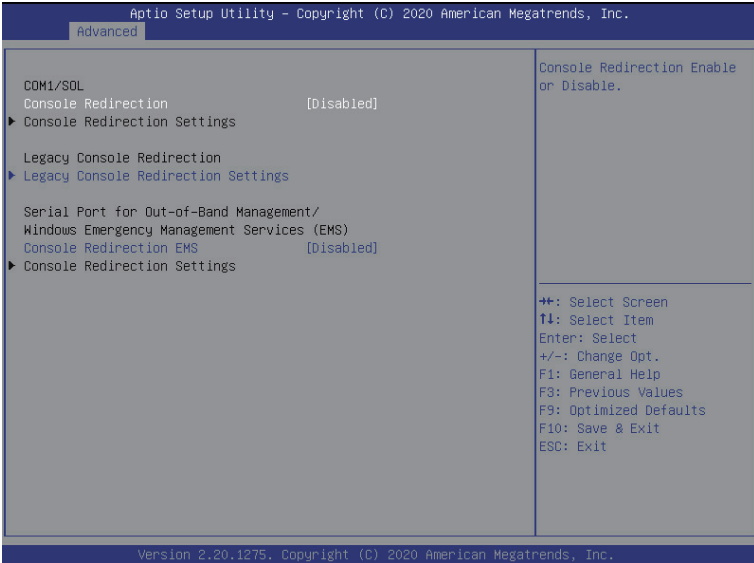 Aptio Setup Utility – Copyright (C) 2020 American Megatrends, Inc.
Advanced
COM1/SOL
Console Redirection [Disabled]
Console Redirection Settings
Legacy Console Redirection
Legacy Console Redirection Settings
Serial Port for Out-of-Band Management/
Windows Emergency Management Services (EMS)
Console Redirection EMS [Disabled]
Console Redirection Settings
Console Redirection Enable
or Disable.
→←: Select Screen
↑↓: Select Item
Enter: Select
+/-: Change Opt.
F1: General Help
F3: Previous Values
F9: Optimized Defaults
F10: Save & Exit
ESC: Exit
Version 2.20.1275. Copyright (C) 2020 American Megatrends, Inc.